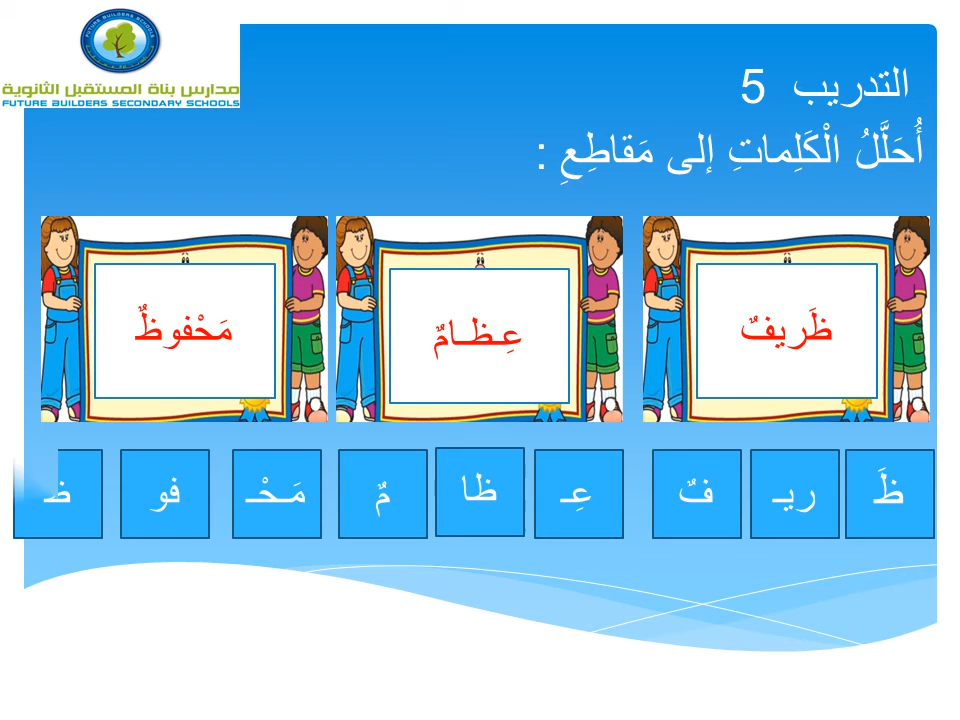 مدارس بناة المستقبل الثانوية
FUTURE BUILDERS SECONDARY SCHOOLS
التدريب 5
أُحَلَّلُ الْكَلِماتِ إلى مَقاطِعِ :
ظَريفٌ
عِـظـامٌ
مَحْفوظٌ
ظَ
ريـ
فٌ
عِـ
ظا
مٌ
مَـحْـ
فو